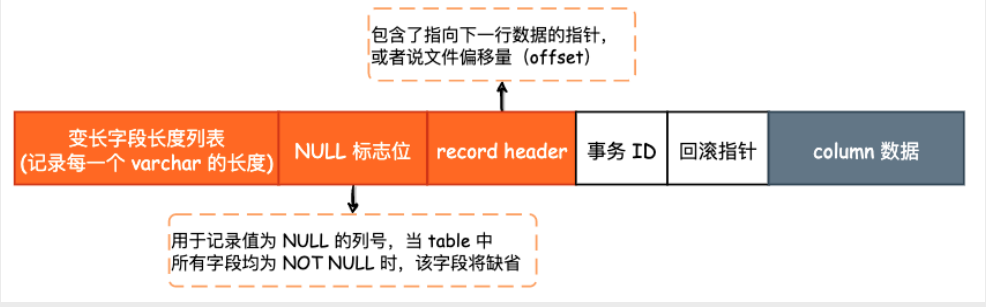 包含了指向下一行数据的指针，
或者说文件偏移量（offset）
变长字段长度列表
(记录每一个 varchar 的长度)
NULL 标志位
record header
事务 ID
回滚指针
column 数据
用于记录值为 NULL 的列号，当 table 中
所有字段均为 NOT NULL 时，该字段将缺省